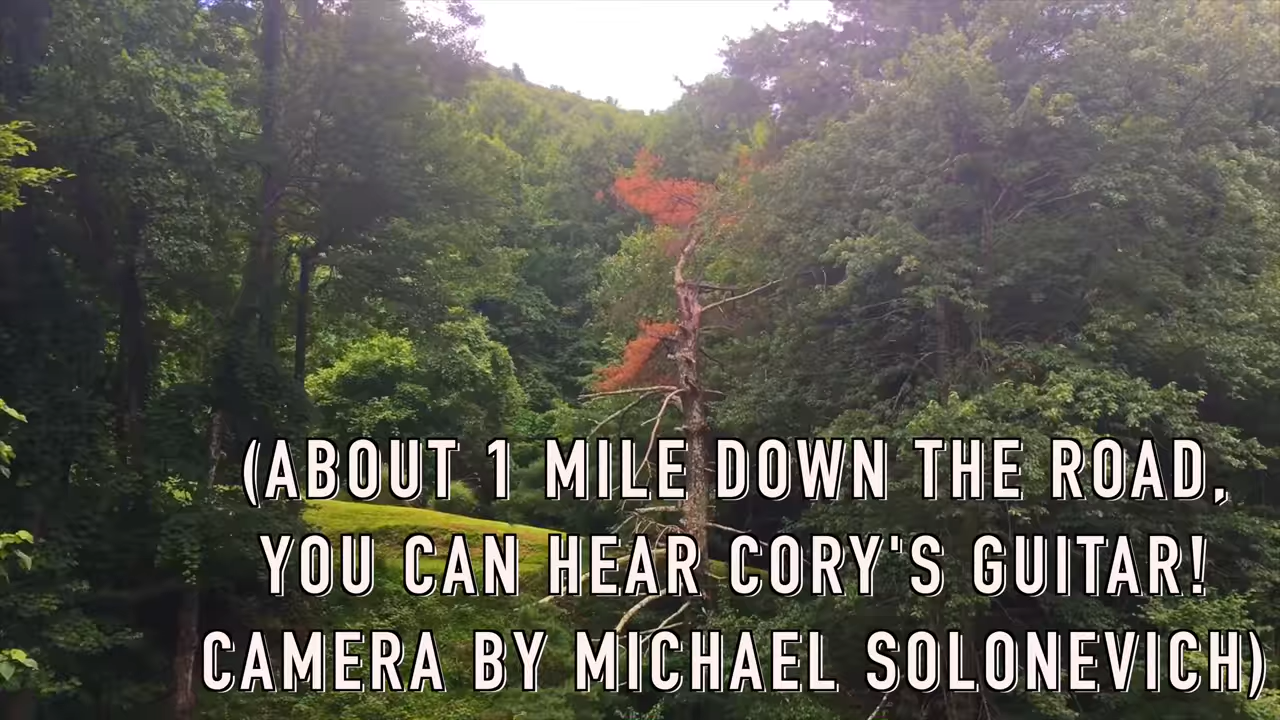 (ABOUT 1 MILE DOWN THE ROAD,
YOU CAN HEAR CORY'S GUITAR!
CAMERA BY MICHAEL SOLONEVICH)